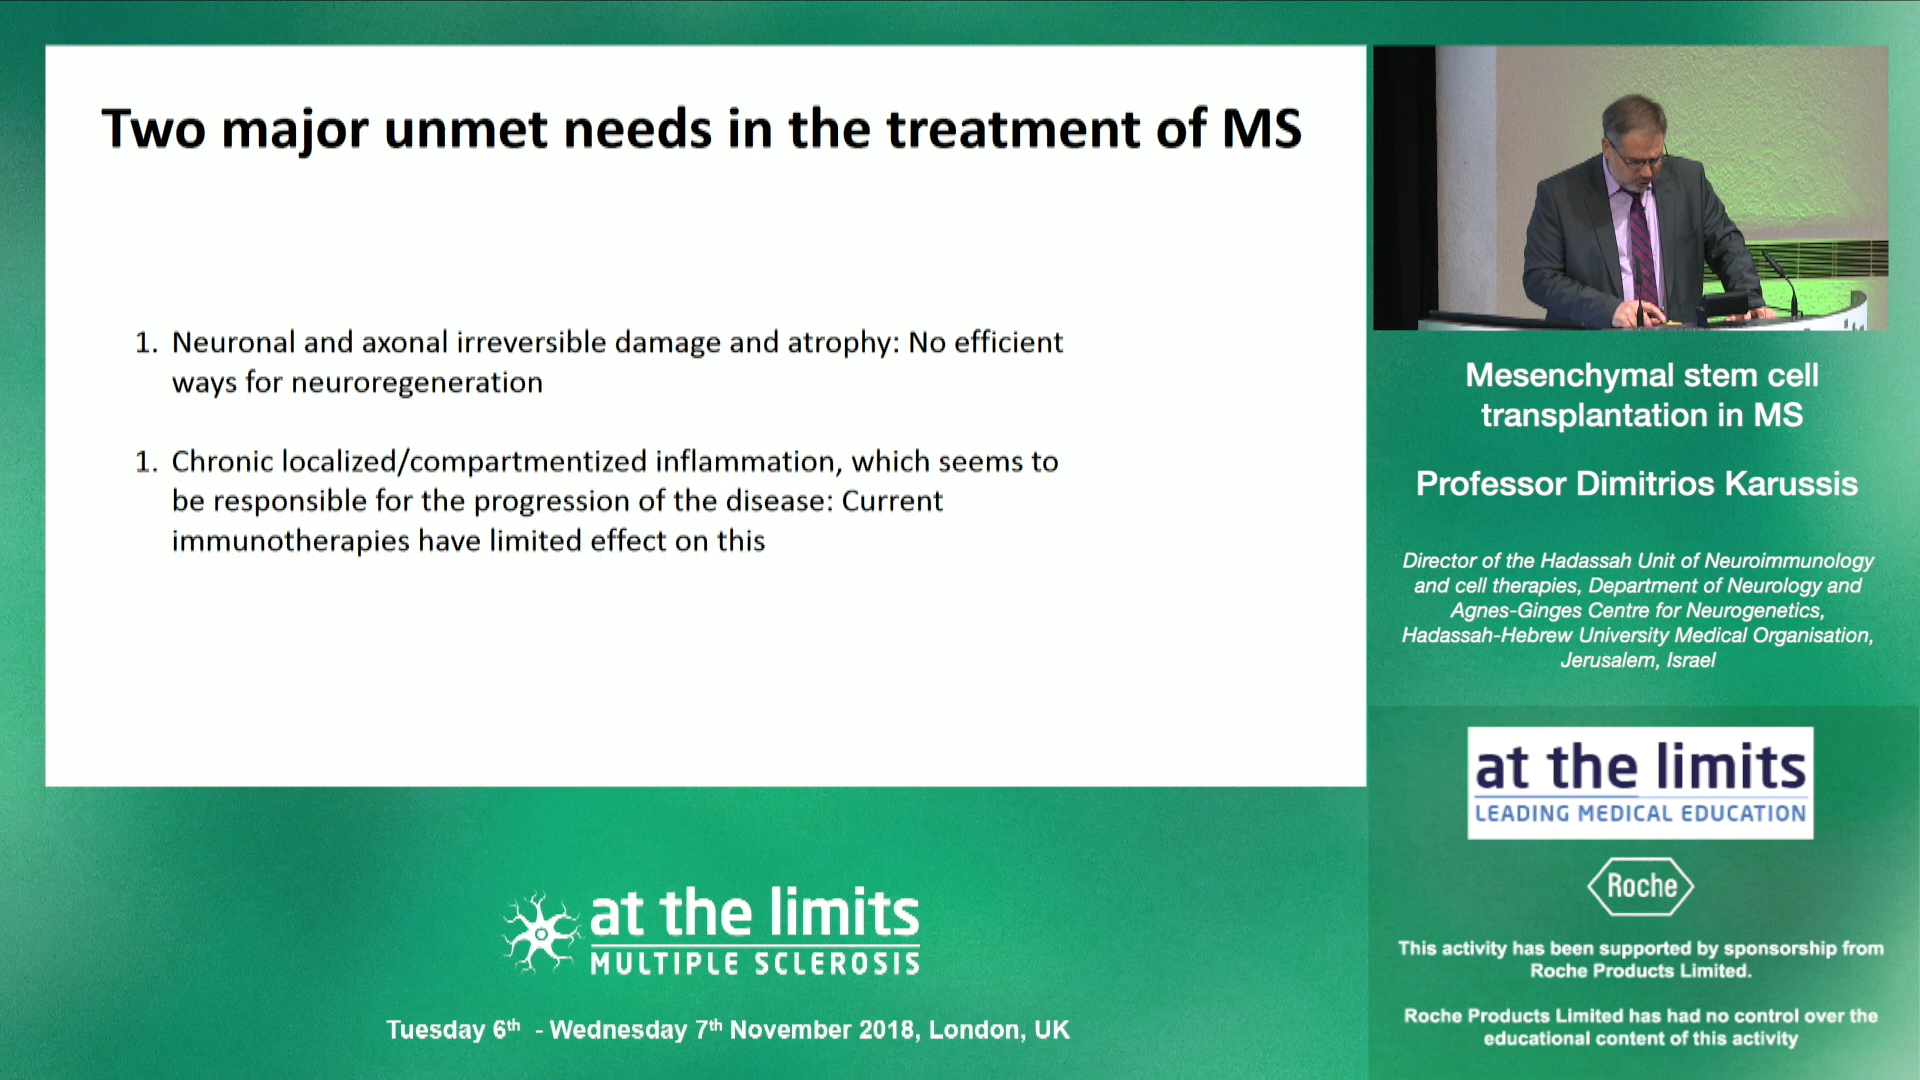 Two major unmet needs in the treatment of MS
1. Neuronal and axonal irreversible damage and atrophy: No efficient
ways for neuroregeneration
1. Chronic localized/compartmentized inflammation, which seems to
be responsible for the progression of the disease: Current
immunotherapies have limited effect on this
Mesenchymal stem cell
transplantation in MS
Professor Dimitrios Karussis
Director of the Hadassah Unit of Neuroimmunology
and cell therapies, Department of Neurology and
Agnes-Ginges Centre for Neurogenetics,
Hadassah-Hebrew University Medical Organisation,
Jerusalem, Israel
at the limits
LEADING MEDICAL EDUCATION
Roche
This activity has been supported by sponsorship from
Roche Products Limited.
Roche Products Limited has had no control over the
educational content of this activity
at the limits
MULTIPLE SCLEROSIS
Tuesday 6th - Wednesday 7th November 2018, London, UK